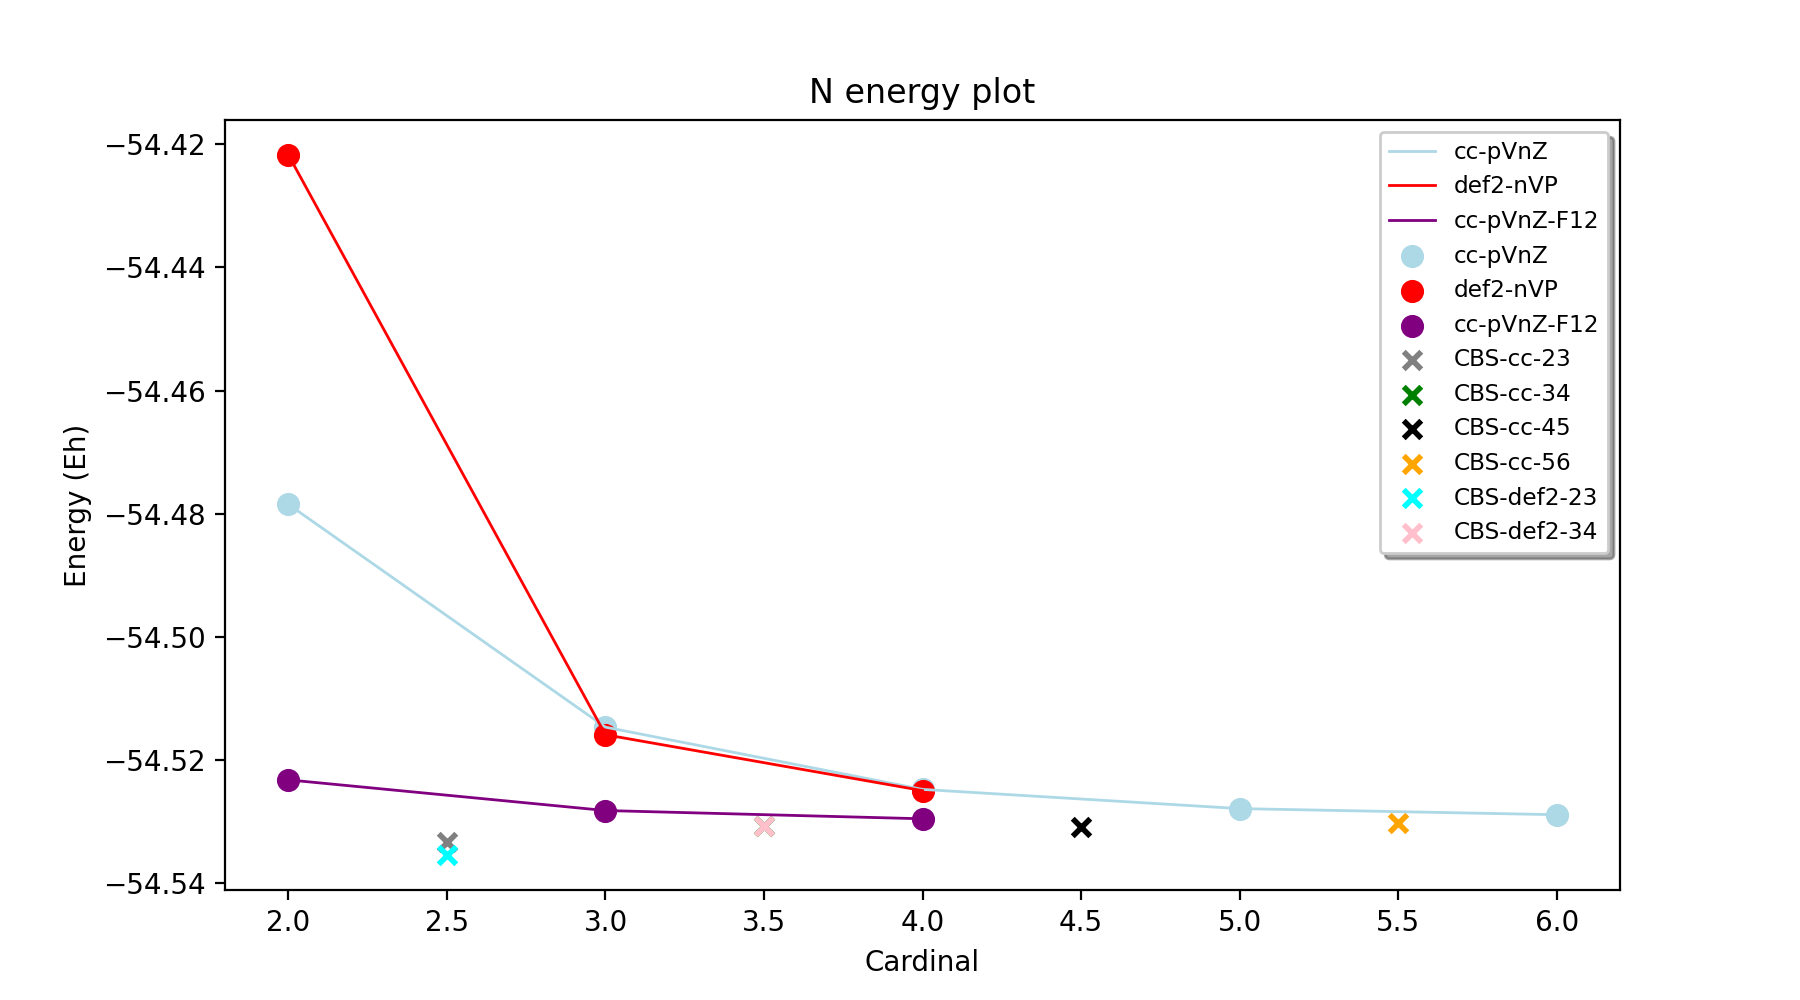 N energy plot
−54.42
−54.44
−54.46
−54.48
−54.50
−54.52
−54.54
Energy (Eh)
2.0 2.5 3.0 3.5 4.0 4.5 5.0 5.5 6.0
Cardinal
cc-pVnZ
def2-nVP
cc-pVnZ-F12
cc-pVnZ
def2-nVP
cc-pVnZ-F12
CBS-cc-23
CBS-cc-34
CBS-cc-45
CBS-cc-56
CBS-def2-23
CBS-def2-34